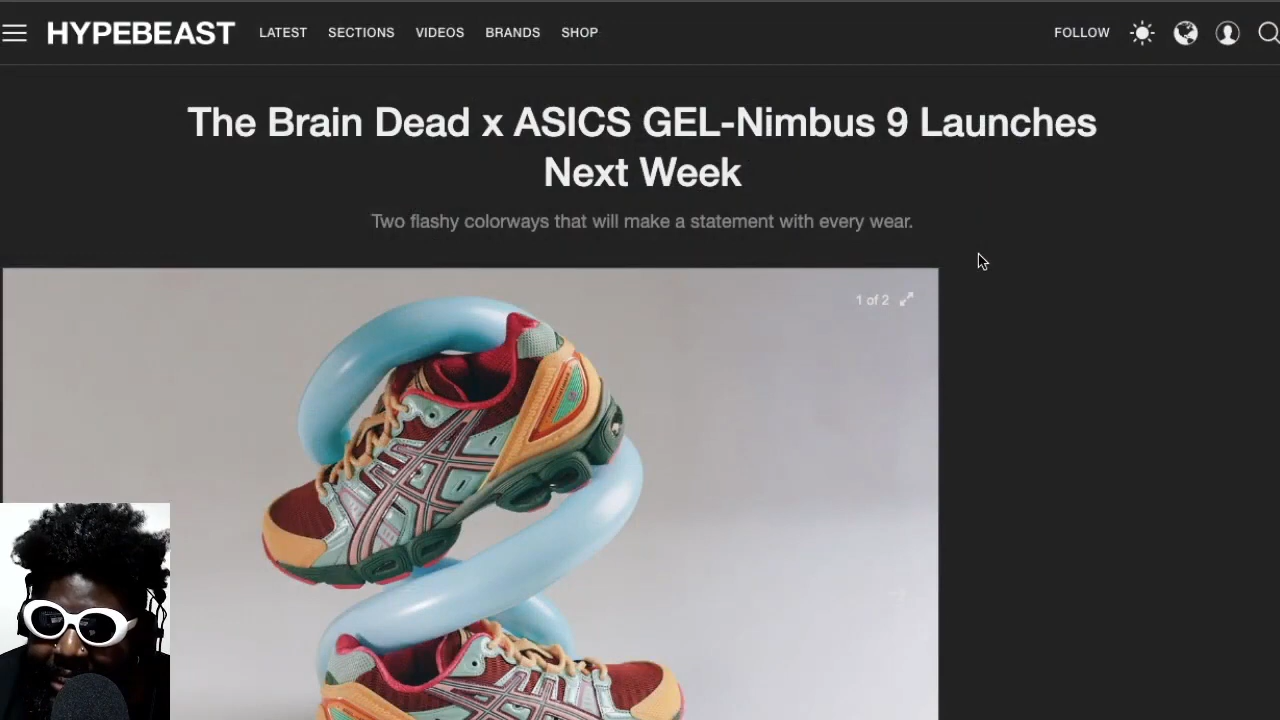 HYPEBEAST LATEST SECTIONS VIDEOS BRANDS SHOP FOLLOW
The Brain Dead x ASICS GEL-Nimbus 9 Launches
Next Week
Two flashy colorways that will make a statement with every wear.
1 of 2